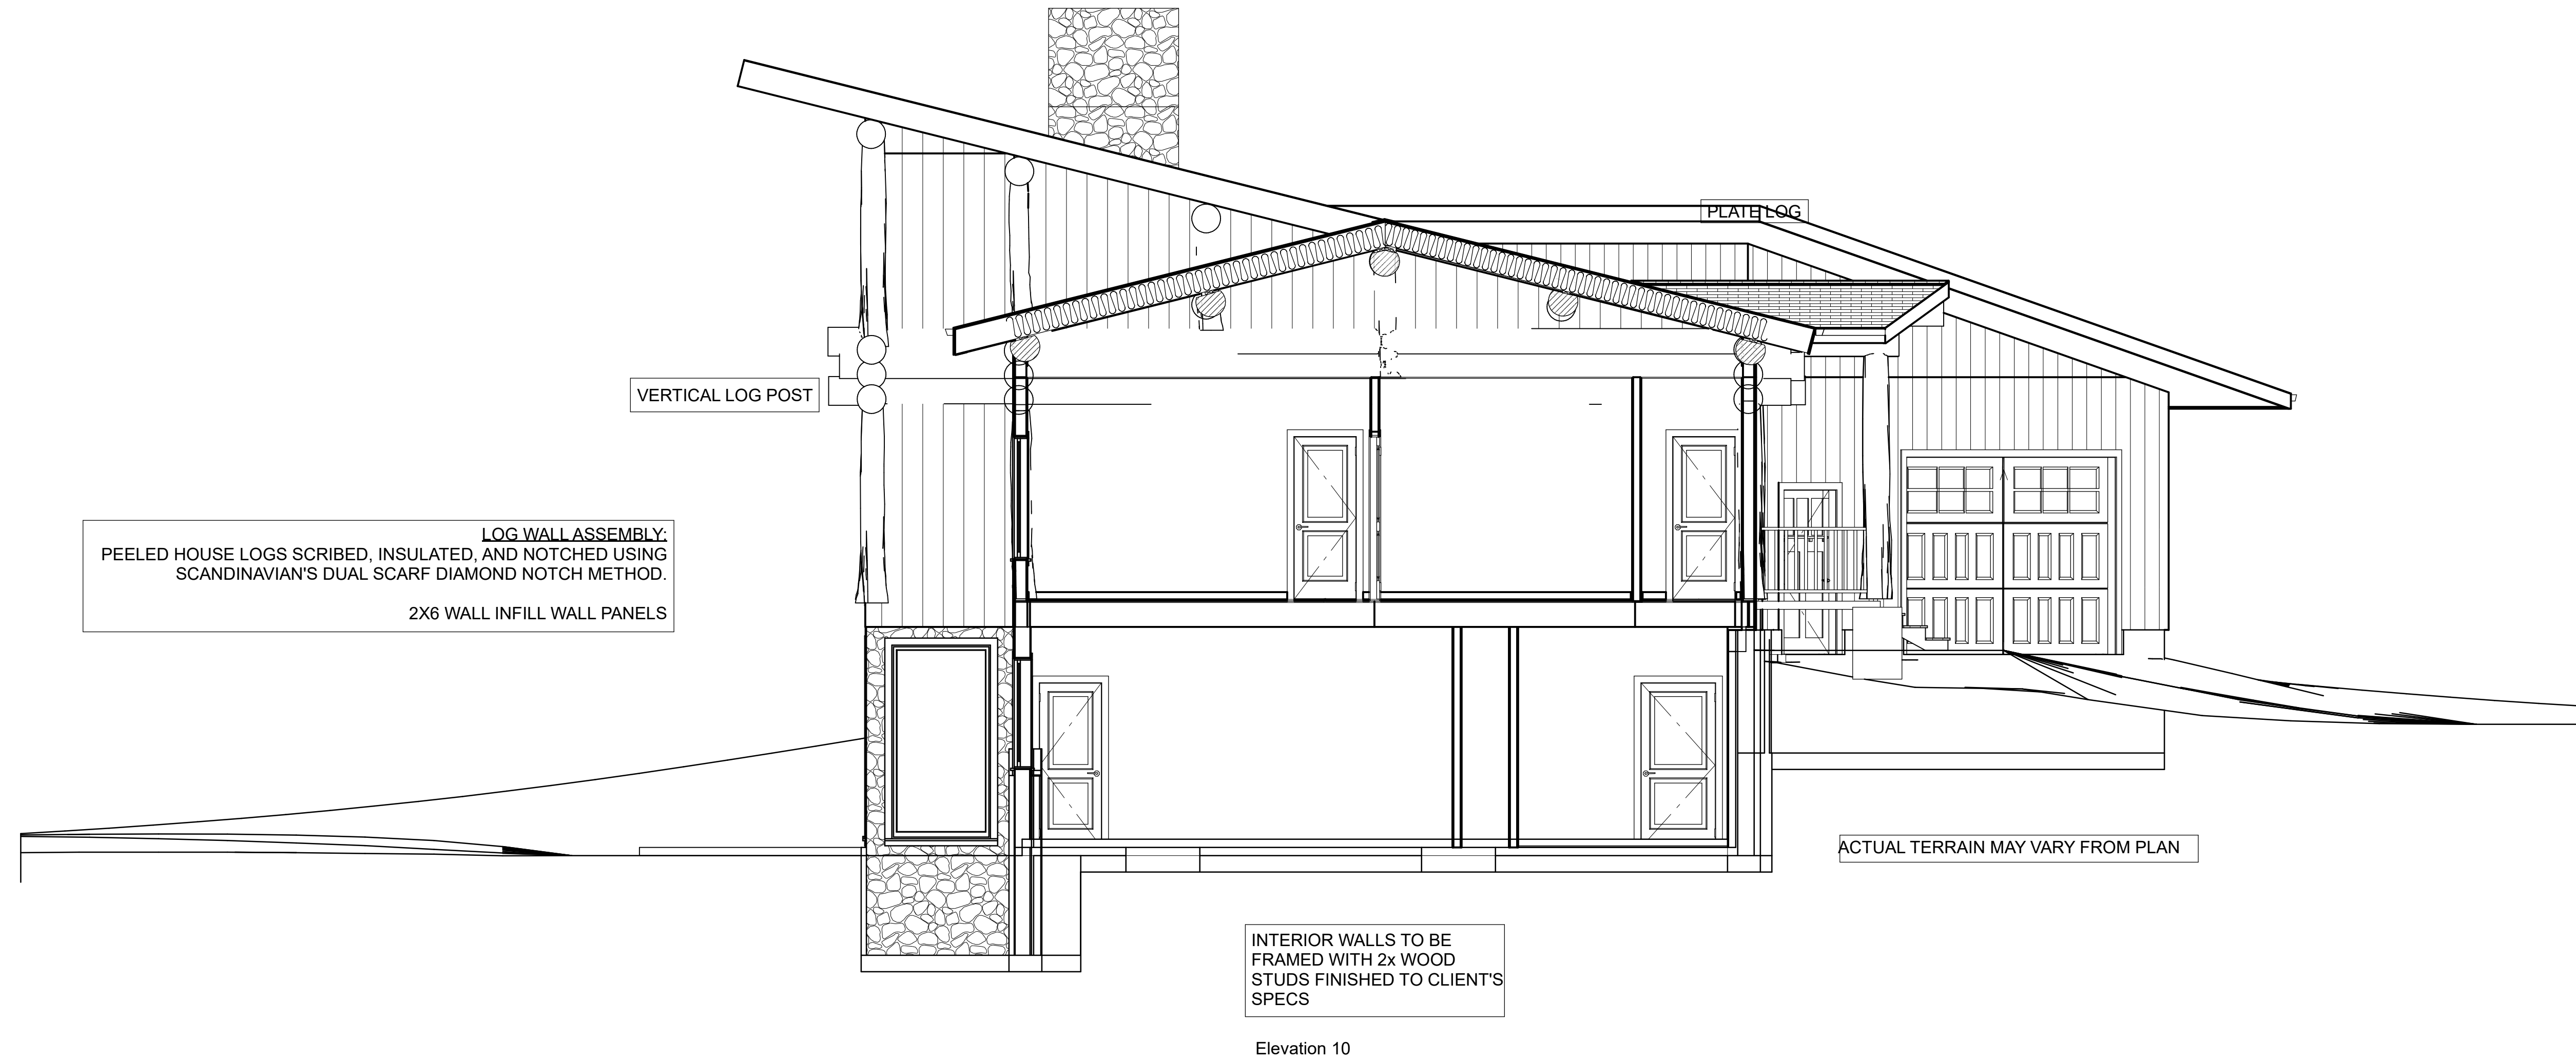 PLATE LOG
VERTICAL LOG POST
LOG WALL ASSEMBLY:
PEELED HOUSE LOGS SCRIBED, INSULATED, AND NOTCHED USING
SCANDINAVIAN'S DUAL SCARF DIAMOND NOTCH METHOD.
2X6 WALL INFILL WALL PANELS
ACTUAL TERRAIN MAY VARY FROM PLAN
INTERIOR WALLS TO BE
FRAMED WITH 2x WOOD
STUDS FINISHED TO CLIENT'S
SPECS
Elevation 10